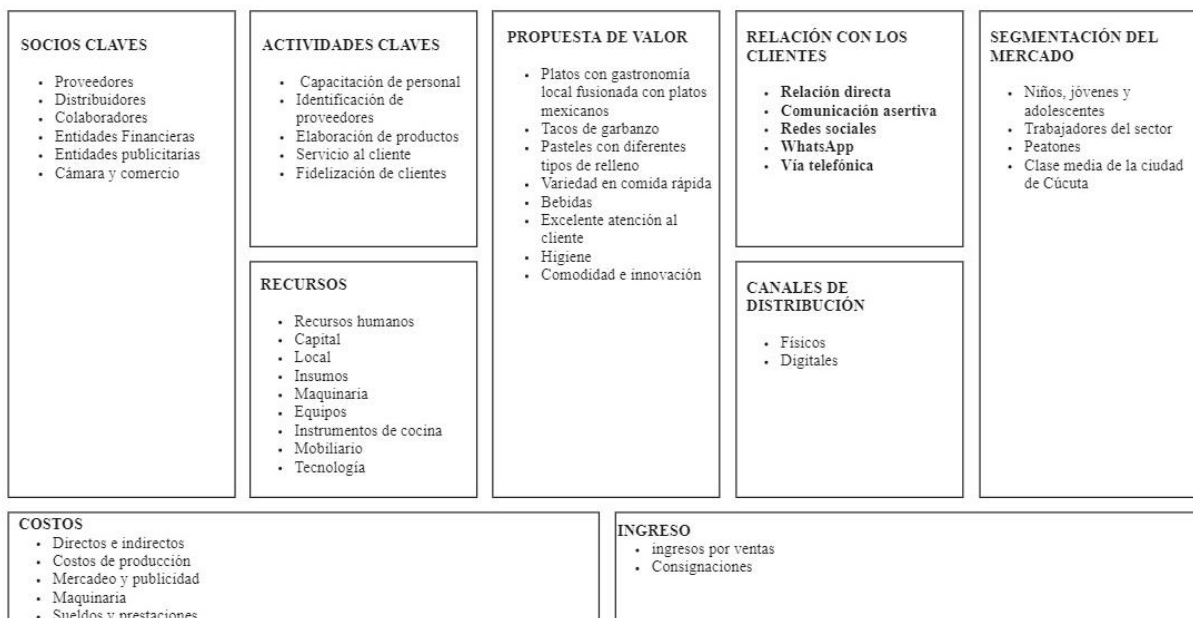 SOCIOS CLAVES
Proveedores
Distribuidores
Colaboradores
Entidades Financieras
Entidades publicitarias
Cámara y comercio
ACTIVIDADES CLAVES
Capacitación de personal
Identificación de
proveedores
Elaboración de productos
Servicio al cliente
Fidelización de clientes
RECURSOS
Recursos humanos
Capital
Local
Insumos
Maquinaria
Equipos
Instrumentos de cocina
Mobiliario
Tecnología
PROPUESTA DE VALOR
Platos con gastronomía
local fusionada con platos
mexicanos
Tacos de garbanzo
Pasteles con diferentes
tipos de relleno
Variedad en comida rápida
Bebidas
Excelente atención al
cliente
Higiene
Comodidad e innovación
RELACIÓN CON LOS
CLIENTES
Relación directa
Comunicación asertiva
Redes sociales
WhatsApp
Vía telefónica
CANALES DE
DISTRIBUCIÓN
Físicos
Digitales
SEGMENTACIÓN DEL
MERCADO
Niños, jóvenes y
adolescentes
Trabajadores del sector
Peatones
Clase media de la ciudad
de Cúcuta
COSTOS
Directos e indirectos
Costos de producción
Mercadeo y publicidad
Maquinaria
Sueldos y prestaciones
INGRESO
ingresos por ventas
Consignaciones